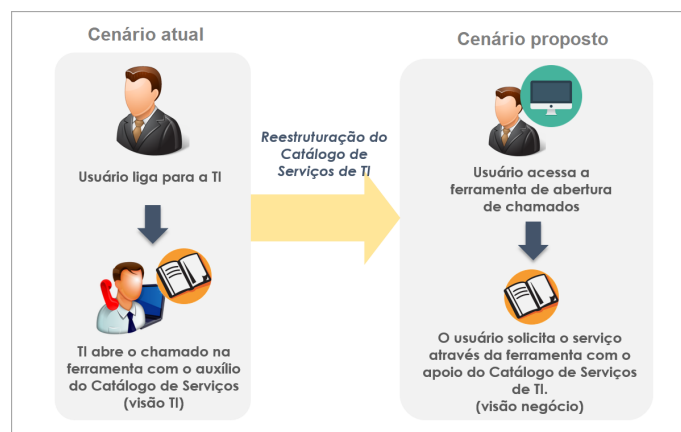 Cenário atual
Usuário liga para a TI
TI abre o chamado na
ferramenta com o auxílio
do Catálogo de Serviços
(visão TI)
Reestruturação do
Catálogo de
Serviços de TI
Cenário proposto
Usuário acessa a
ferramenta de abertura
de chamados
O usuário solicita o serviço
através da ferramenta com o
apoio do Catálogo de Serviços
de TI.
(visão negócio)